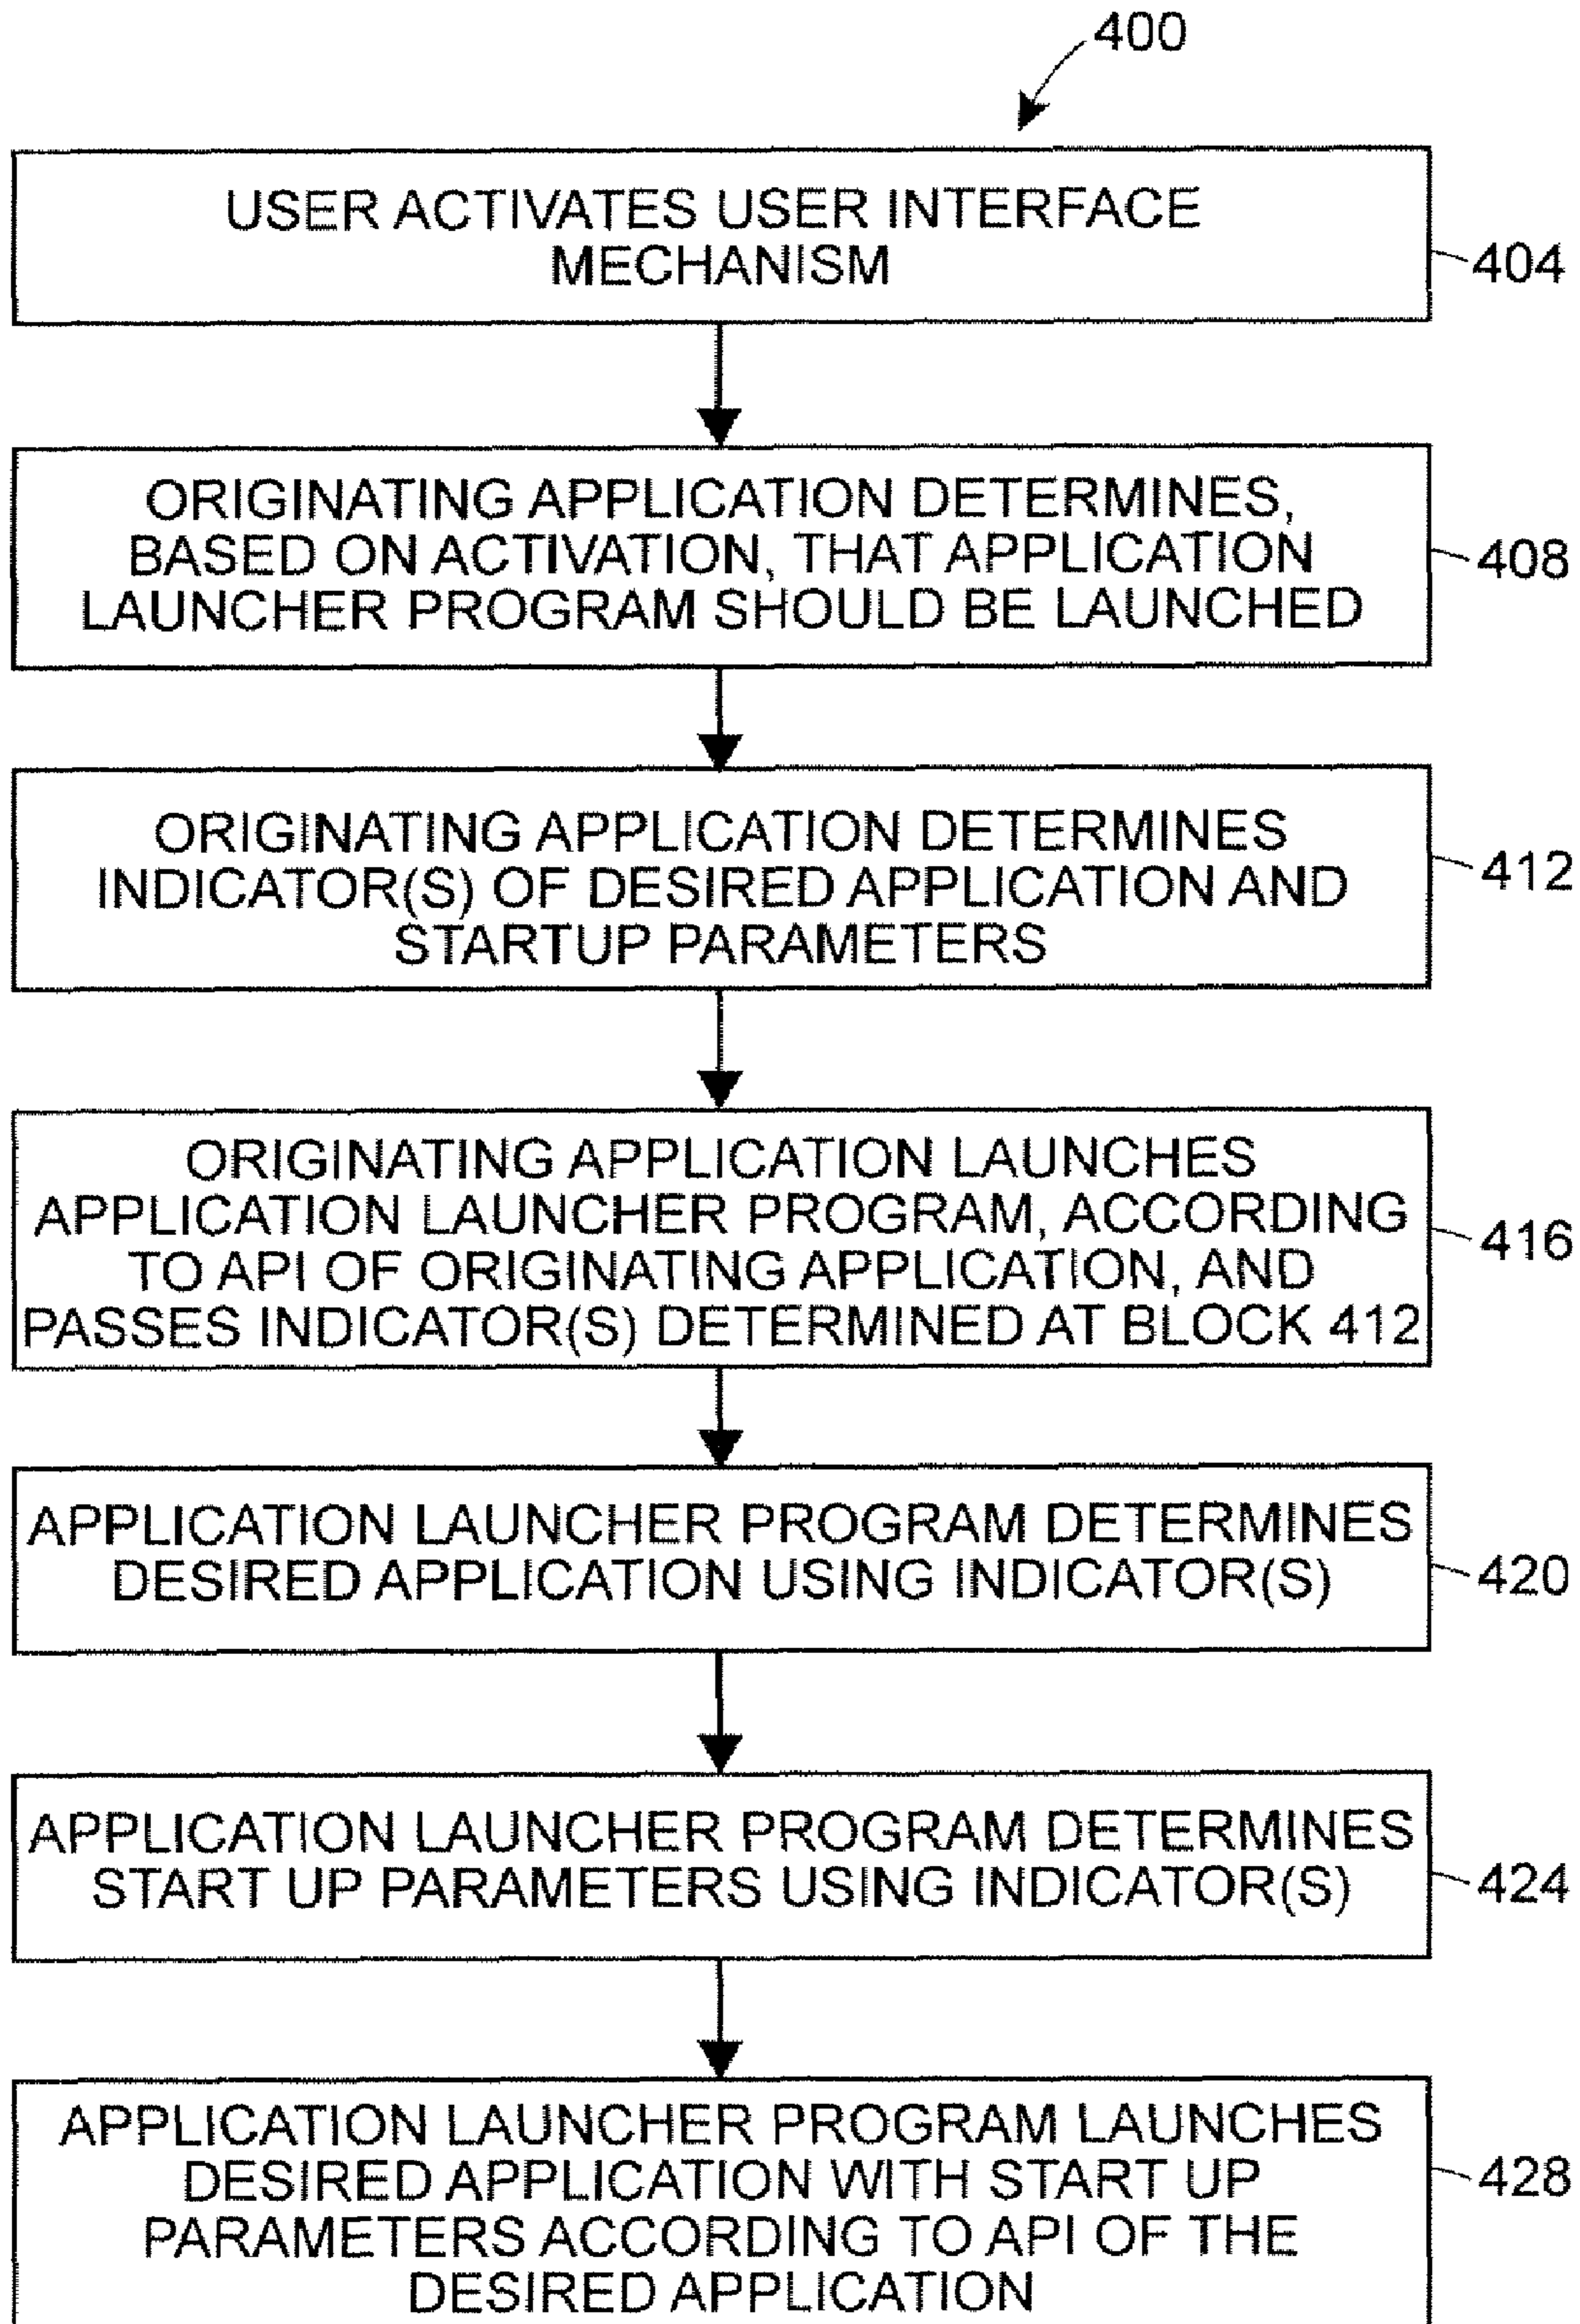 400
USER ACTIVATES USER INTERFACE
MECHANISM
404
ORIGINATING APPLICATION DETERMINES,
BASED ON ACTIVATION, THAT APPLICATION
LAUNCHER PROGRAM SHOULD BE LAUNCHED
408
ORIGINATING APPLICATION DETERMINES
INDICATOR(S) OF DESIRED APPLICATION AND
STARTUP PARAMETERS
412
ORIGINATING APPLICATION LAUNCHES
APPLICATION LAUNCHER PROGRAM, ACCORDING
TO API OF ORIGINATING APPLICATION, AND
PASSES INDICATOR(S) DETERMINED AT BLOCK 412
416
APPLICATION LAUNCHER PROGRAM DETERMINES
DESIRED APPLICATION USING INDICATOR(S)
420
APPLICATION LAUNCHER PROGRAM DETERMINES
START UP PARAMETERS USING INDICATOR(S)
424
APPLICATION LAUNCHER PROGRAM LAUNCHES
DESIRED APPLICATION WITH START UP
PARAMETERS ACCORDING TO API OF THE
DESIRED APPLICATION
428